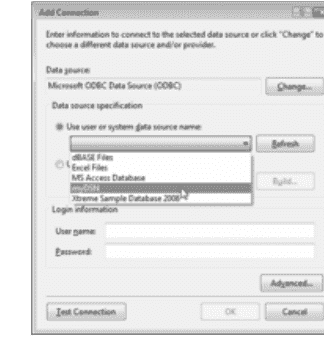 Add Connection
Enter information to connect to the selected data source or click "Change" to
choose a different data source and/or provider.
Data source:
Microsoft ODBC Data Source (ODBC)
Change...
Data source specification
Use user or system data source name:
Refresh
dBASE Files
Excel Files
MS Access Database
myDSN
Xtreme Sample Database 2008
Build...
Login information
User name:
Password:
Advanced...
Test Connection
OK
Cancel